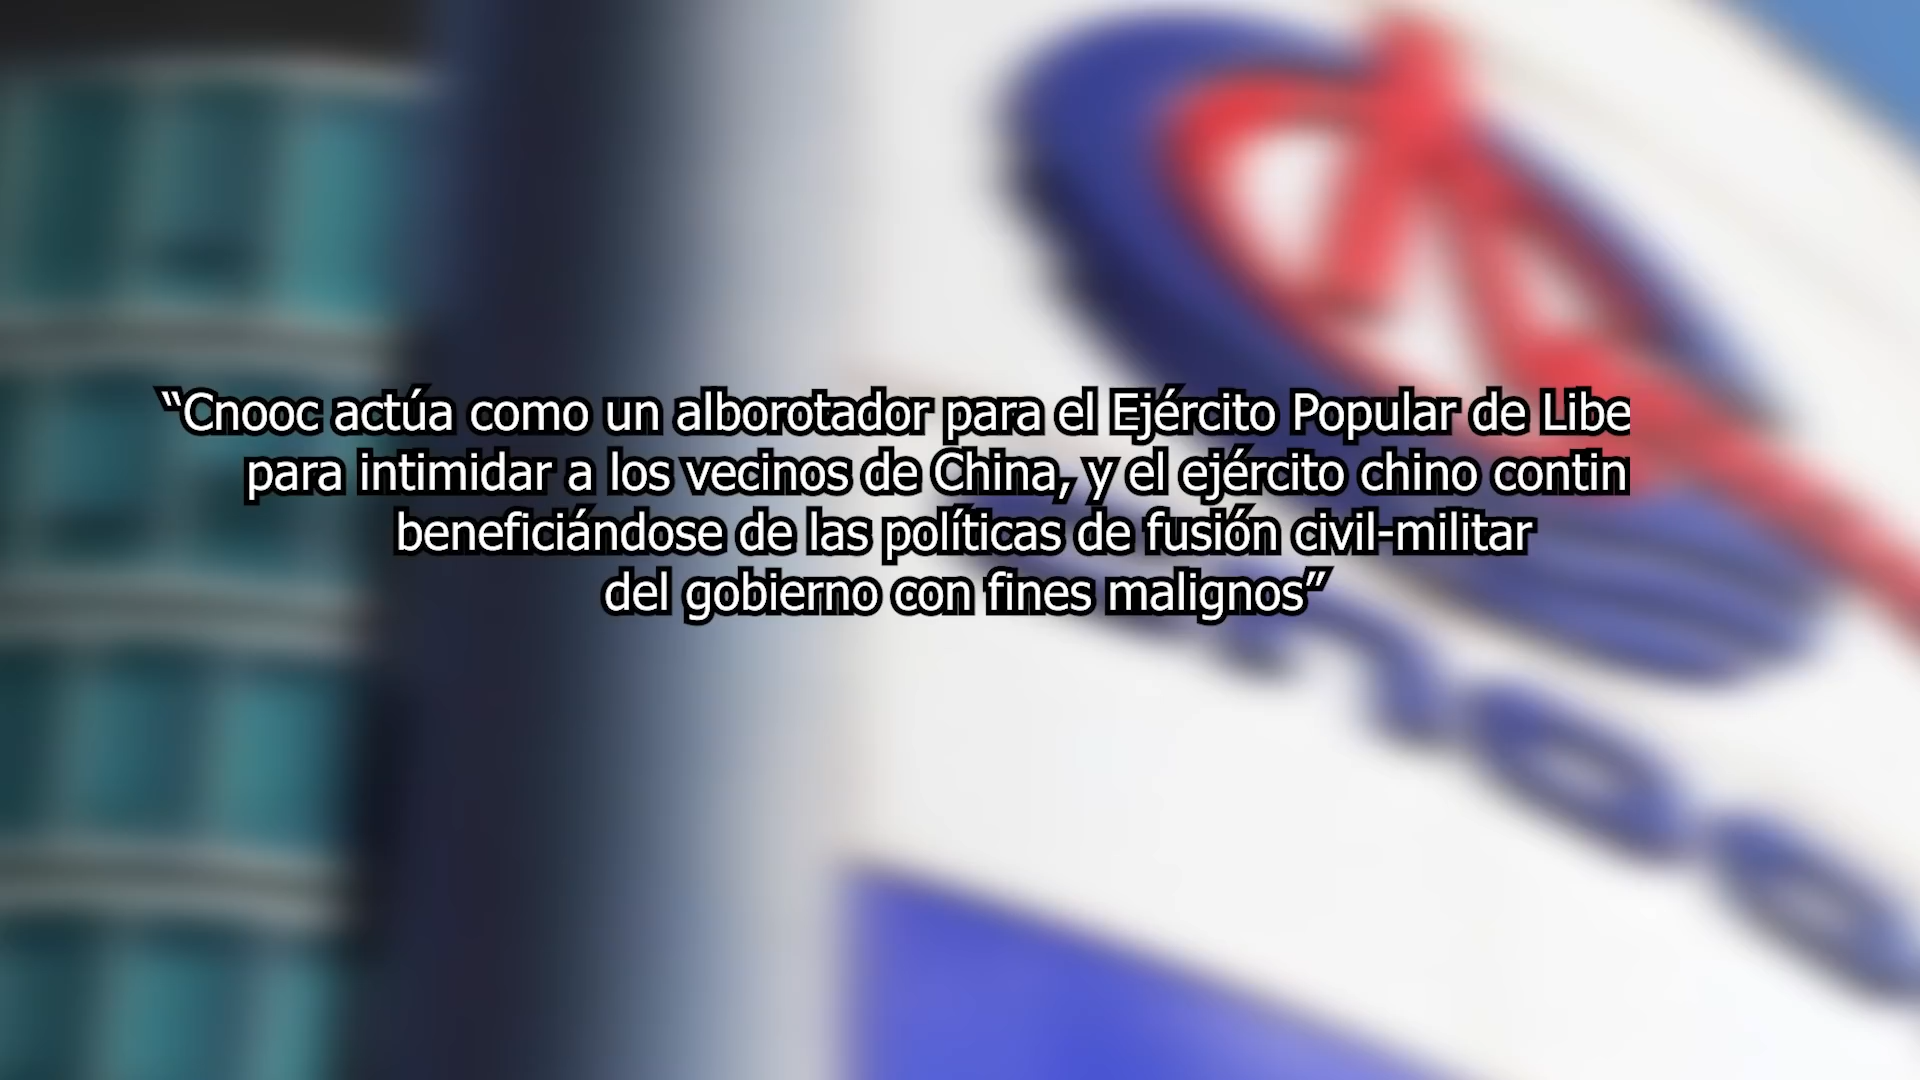 “Cnooc actúa como un alborotador para el Ejército Popular de Libe
para intimidar a los vecinos de China, y el ejército chino contin
beneficiándose de las políticas de fusión civil-militar
del gobierno con fines malignos”